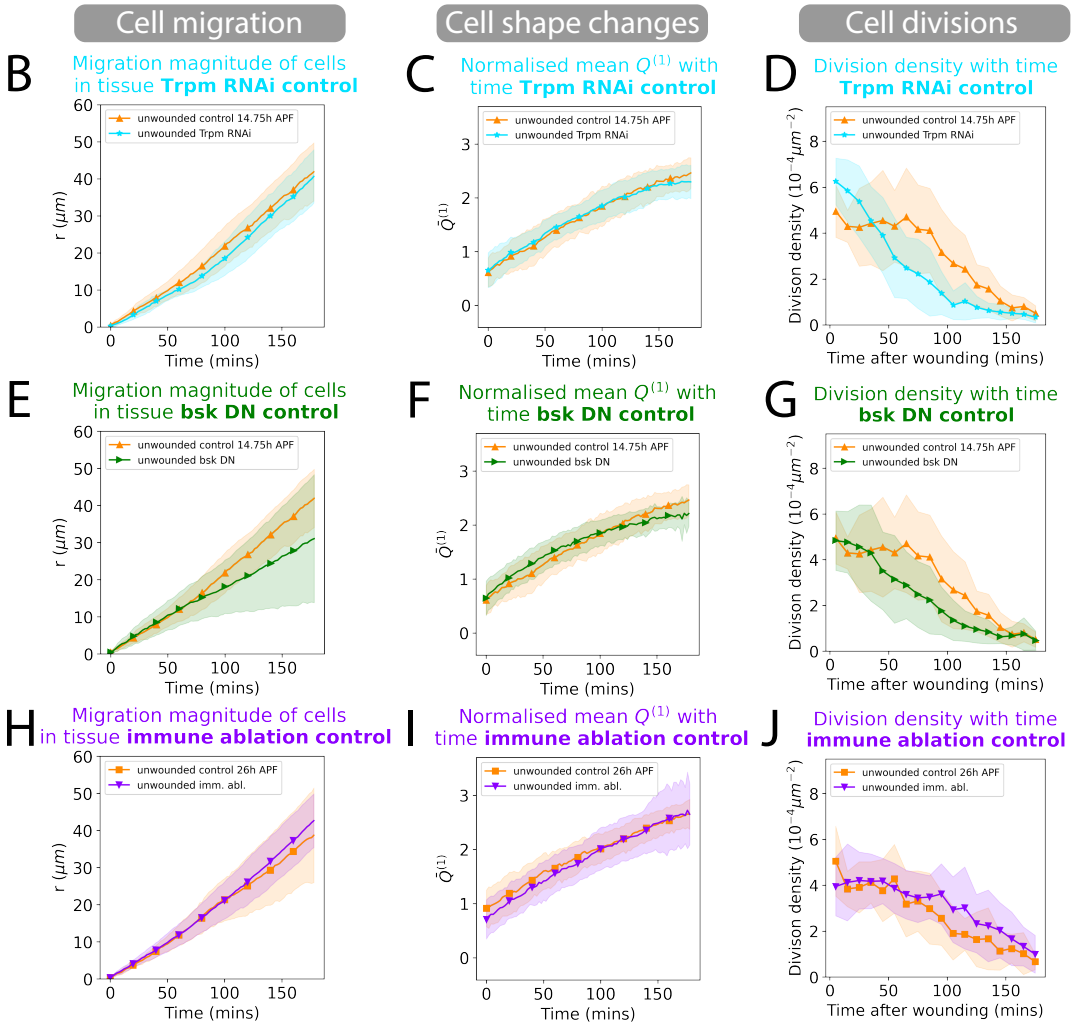 Cell migration
Cell shape changes
Cell divisions
B
Migration magnitude of cells
in tissue Trpm RNAi control
60
50
40
30
20
10
0
r (μm)
unwounded control 14.75h APF
unwounded Trpm RNAi
0 50 100 150
Time (mins)
C
Normalised mean Q^(1) with
time Trpm RNAi control
3
2
1
0
Q̄^(1)
unwounded control 14.75h APF
unwounded Trpm RNAi
0 50 100 150
Time (mins)
D
Division density with time
Trpm RNAi control
8
6
4
2
0
Divison density (10^-4 μm^-2)
unwounded control 14.75h APF
unwounded Trpm RNAi
0 50 100 150
Time after wounding (mins)
E
Migration magnitude of cells
in tissue bsk DN control
60
50
40
30
20
10
0
r (μm)
unwounded control 14.75h APF
unwounded bsk DN
0 50 100 150
Time (mins)
F
Normalised mean Q^(1) with
time bsk DN control
3
2
1
0
Q̄^(1)
unwounded control 14.75h APF
unwounded bsk DN
0 50 100 150
Time (mins)
G
Division density with time
bsk DN control
8
6
4
2
0
Divison density (10^-4 μm^-2)
unwounded control 14.75h APF
unwounded bsk DN
0 50 100 150
Time after wounding (mins)
H
Migration magnitude of cells
in tissue immune ablation control
60
50
40
30
20
10
0
r (μm)
unwounded control 26h APF
unwounded imm. abl.
0 50 100 150
Time (mins)
I
Normalised mean Q^(1) with
time immune ablation control
3
2
1
0
Q̄^(1)
unwounded control 26h APF
unwounded imm. abl.
0 50 100 150
Time (mins)
J
Division density with time
immune ablation control
8
6
4
2
0
Divison density (10^-4 μm^-2)
unwounded control 26h APF
unwounded imm. abl.
0 50 100 150
Time after wounding (mins)